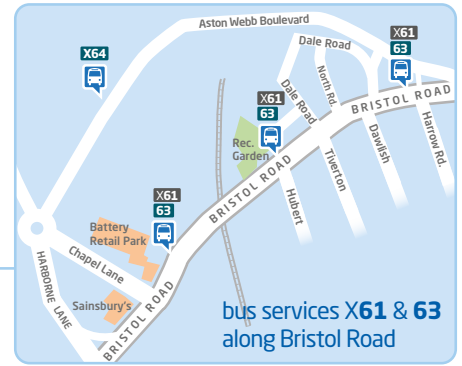 Aston Webb Boulevard
Dale Road
X61
63
X64
BRISTOL ROAD
X61
63
Dale Road
North Rd.
Rec.
Garden
BRISTOL ROAD
Hubert
Tiverton
Dawlish
Harrow Rd.
X61
63
Battery
Retail Park
Chapel Lane
HARBORNE LANE
Sainsbury's
BRISTOL ROAD
bus services X61 & 63
along Bristol Road